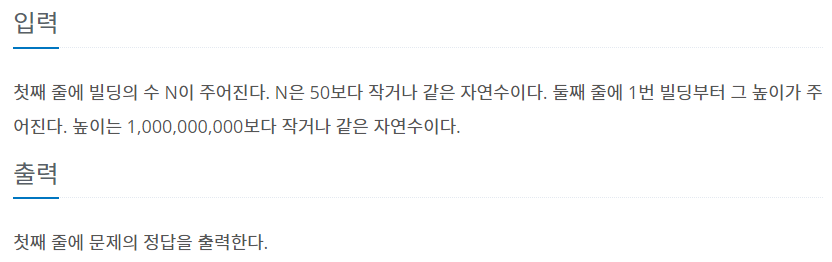 입력
첫째 줄에 빌딩의 수 N이 주어진다. N은 50보다 작거나 같은 자연수이다. 둘째 줄에 1번 빌딩부터 그 높이가 주
어진다. 높이는 1,000,000,000보다 작거나 같은 자연수이다.
출력
첫째 줄에 문제의 정답을 출력한다.